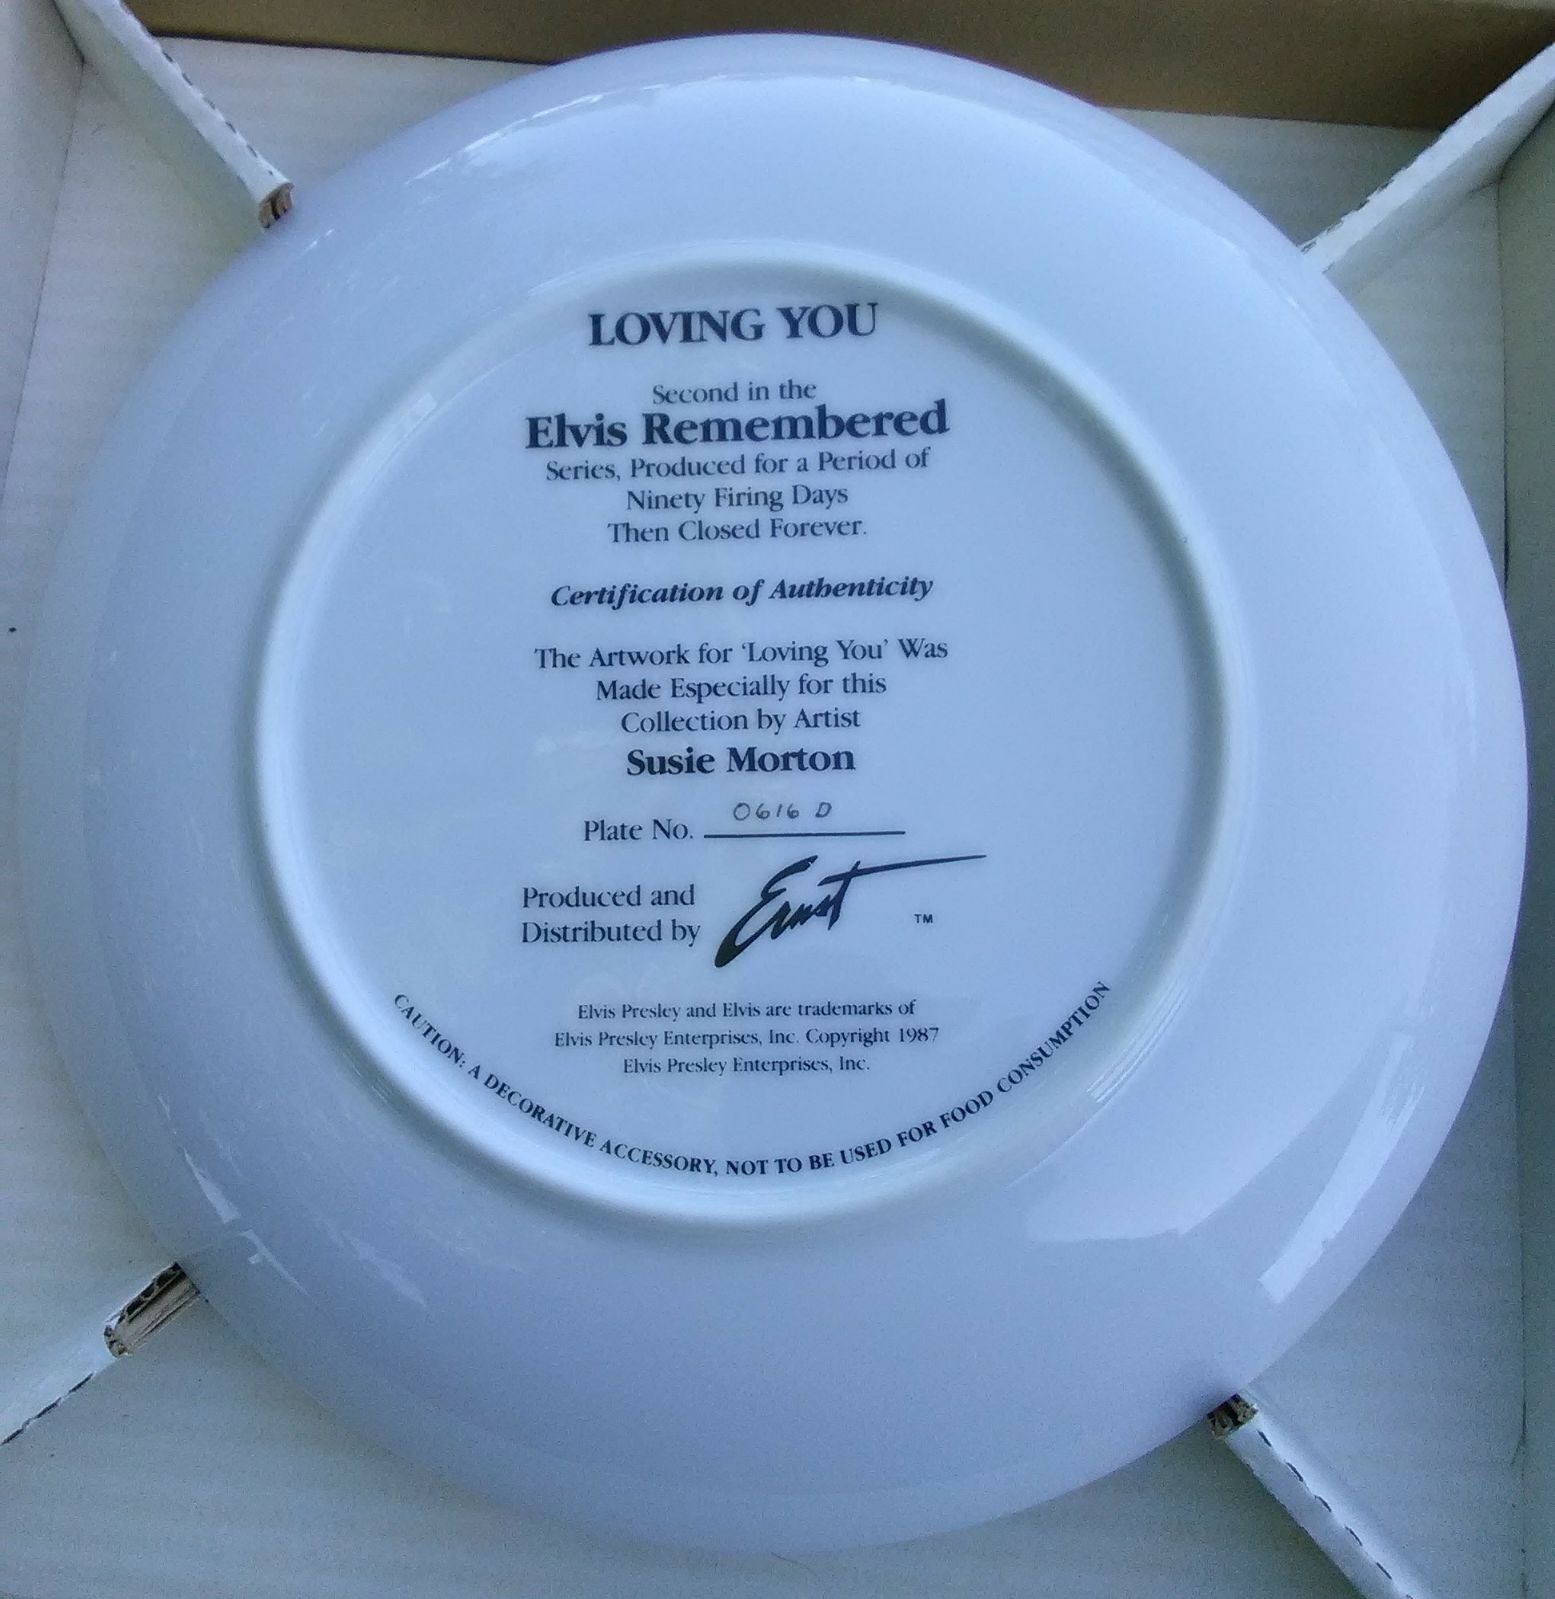 LOVING YOU
Second in the
Elvis Remembered
Series, Produced for a Period of
Ninety Firing Days
Then Closed Forever.
Certification of Authenticity
The Artwork for 'Loving You' Was
Made Especially for this
Collection by Artist
Susie Morton
Plate No. 0616 D
Produced and
Distributed by Ernst TM
Elvis Presley and Elvis are trademarks of
Elvis Presley Enterprises, Inc. Copyright 1987
Elvis Presley Enterprises, Inc.
CAUTION: A DECORATIVE ACCESSORY, NOT TO BE USED FOR FOOD CONSUMPTION